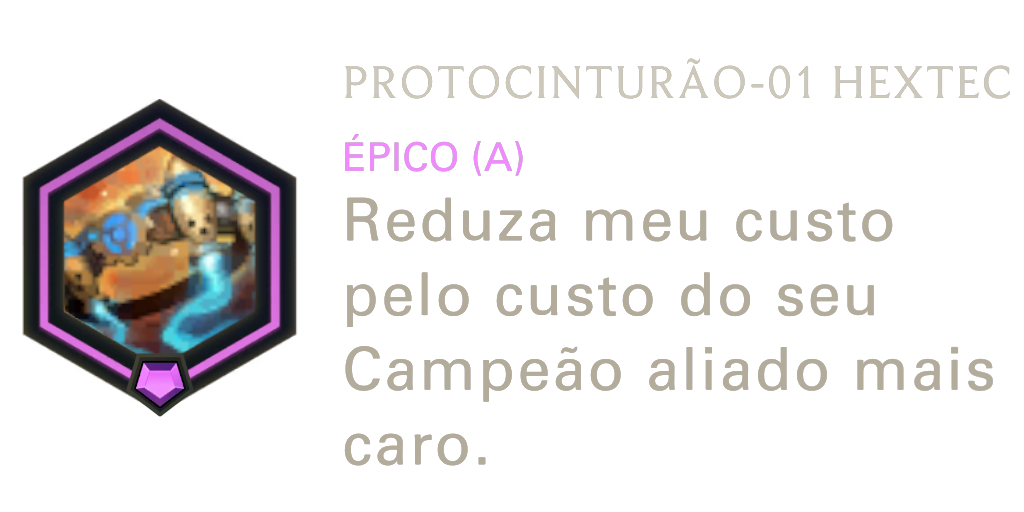 PROTOCINTURÃO-01 HEXTEC
ÉPICO (A)
Reduza meu custo
pelo custo do seu
Campeão aliado mais
caro.